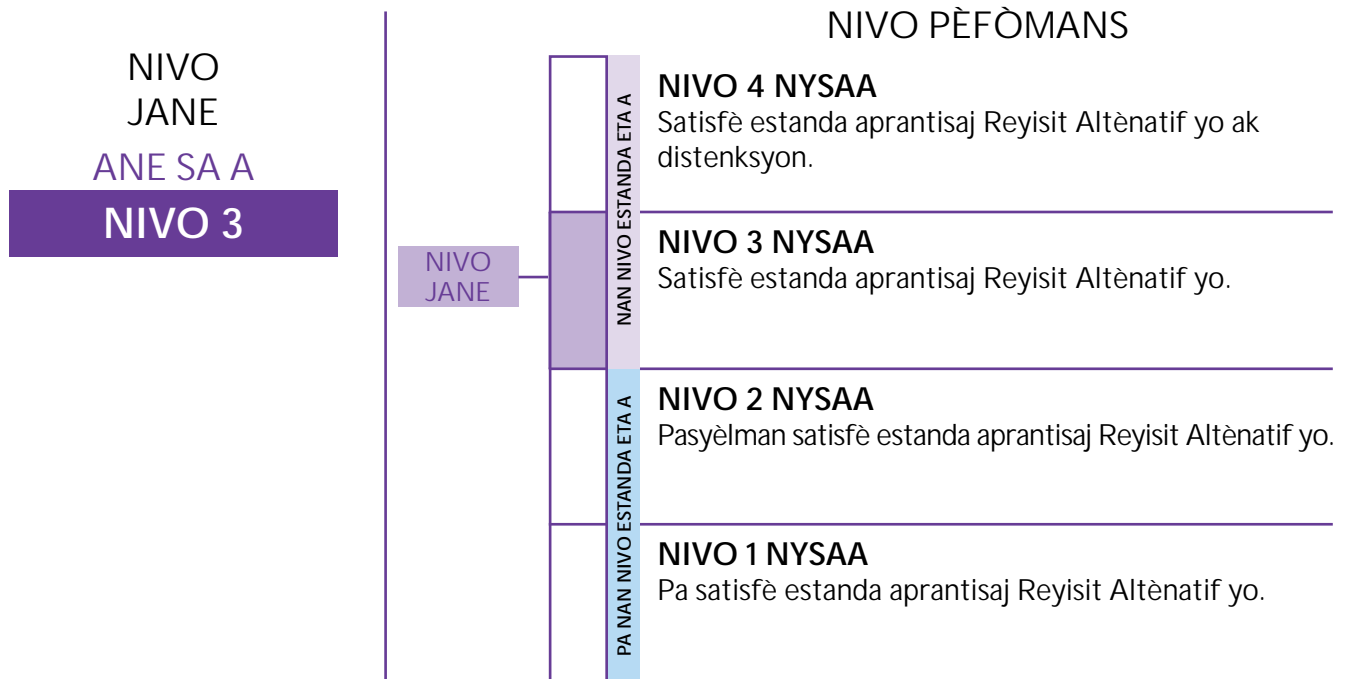 NIVO
JANE
ANE SA A
NIVO 3
NIVO PÈFÒMANS
NIVO
JANE
NAN NIVO ESTANDA ETA A
NIVO 4 NYSAA
Satisfè estanda aprantisaj Reyisit Altènatif yo ak
distenksyon.
NIVO 3 NYSAA
Satisfè estanda aprantisaj Reyisit Altènatif yo.
PA NAN NIVO ESTANDA ETA A
NIVO 2 NYSAA
Pasyèlman satisfè estanda aprantisaj Reyisit Altènatif yo.
NIVO 1 NYSAA
Pa satisfè estanda aprantisaj Reyisit Altènatif yo.